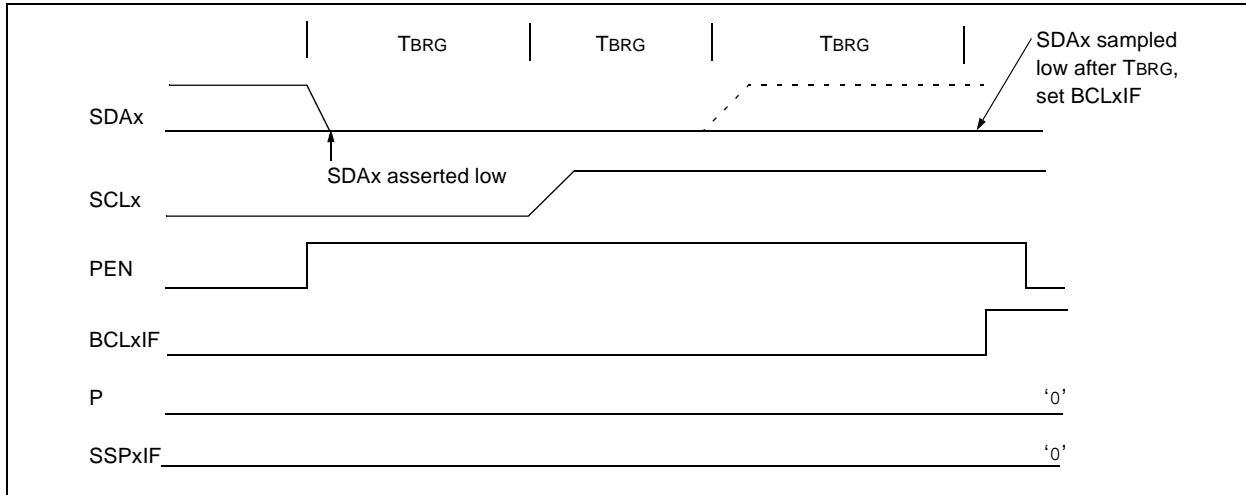 TBRG TBRG TBRG
SDAx sampled
low after TBRG,
set BCLxIF
SDAx
SDAx asserted low
SCLx
PEN
BCLxIF
P ‘0’
SSPxIF ‘0’